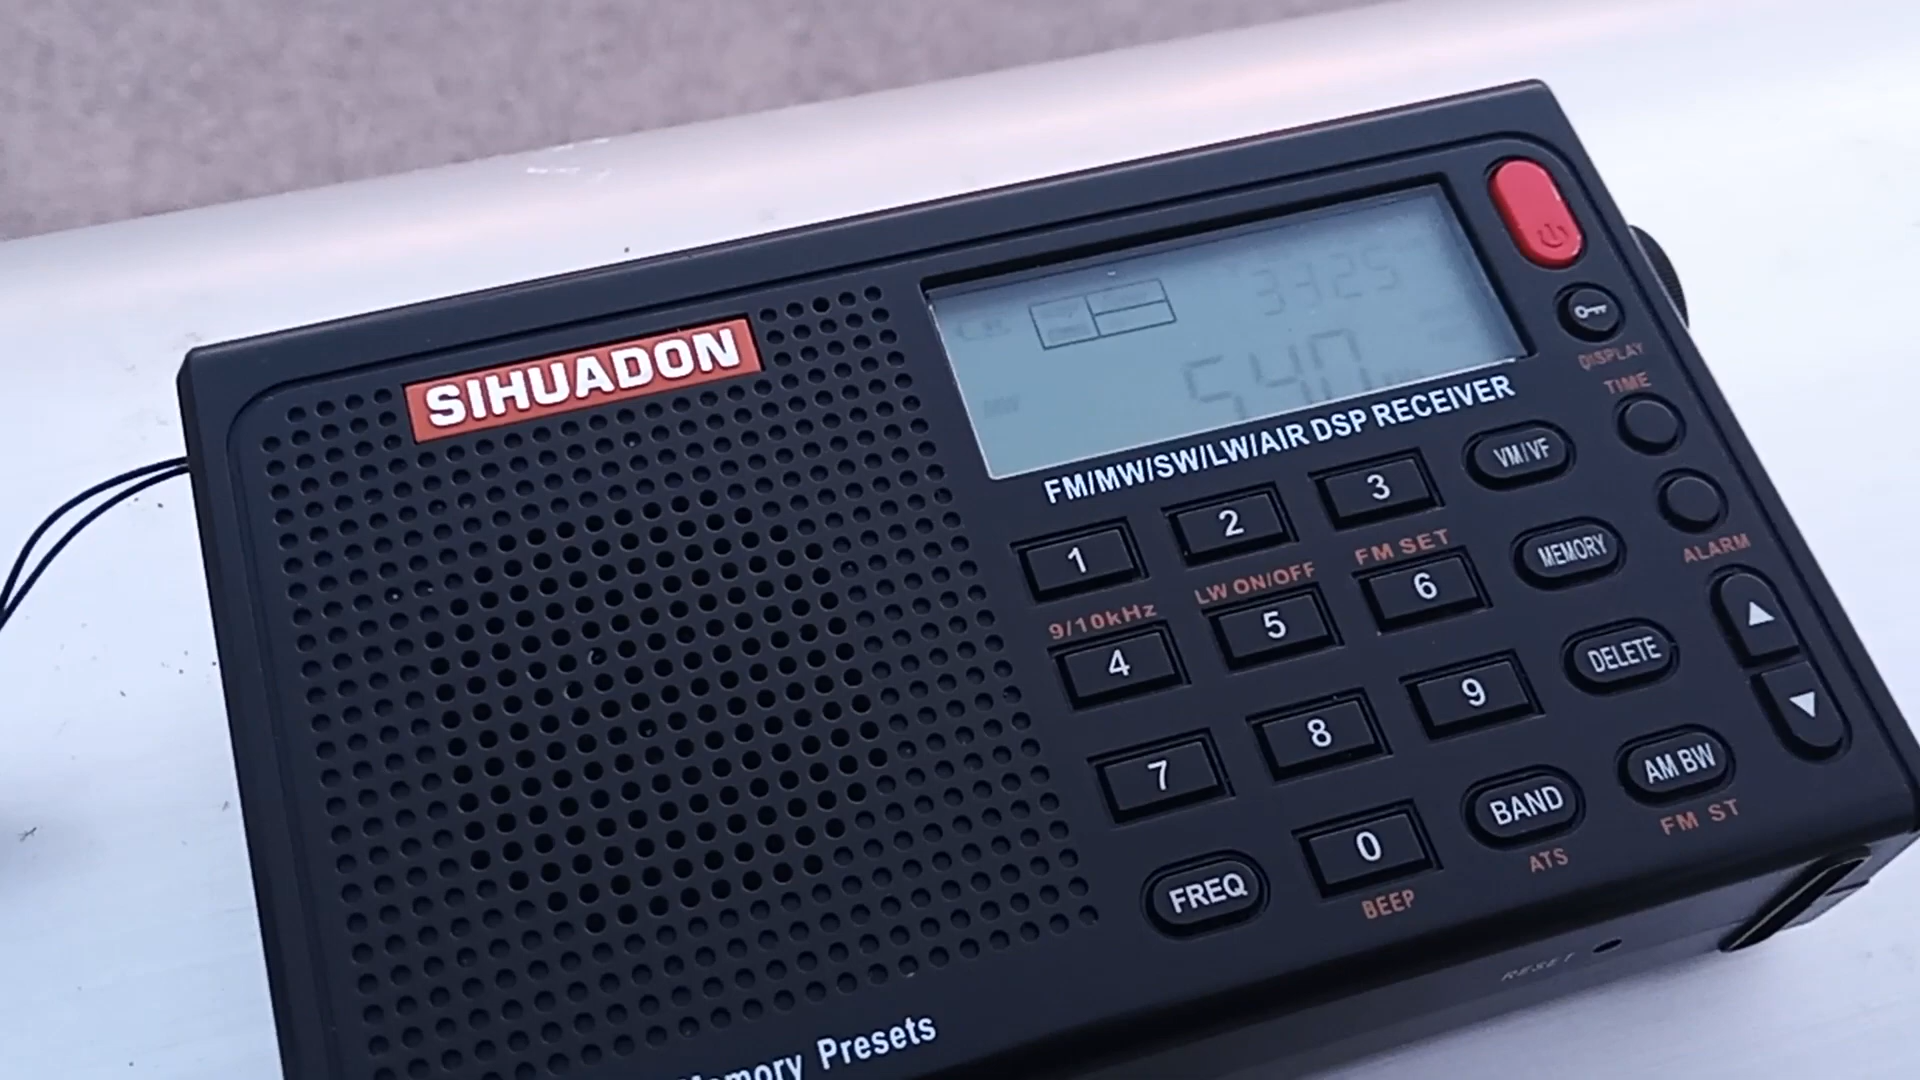 SIHUADON
3325
540
FM/MW/SW/LW/AIR DSP RECEIVER
DISPLAY
TIME
1
2
3
VM/VF
9/10kHz
LW ON/OFF
FM SET
MEMORY
ALARM
4
5
6
DELETE
7
8
9
AM BW
FM ST
FREQ
0
BAND
BEEP
ATS
RESET
Memory Presets